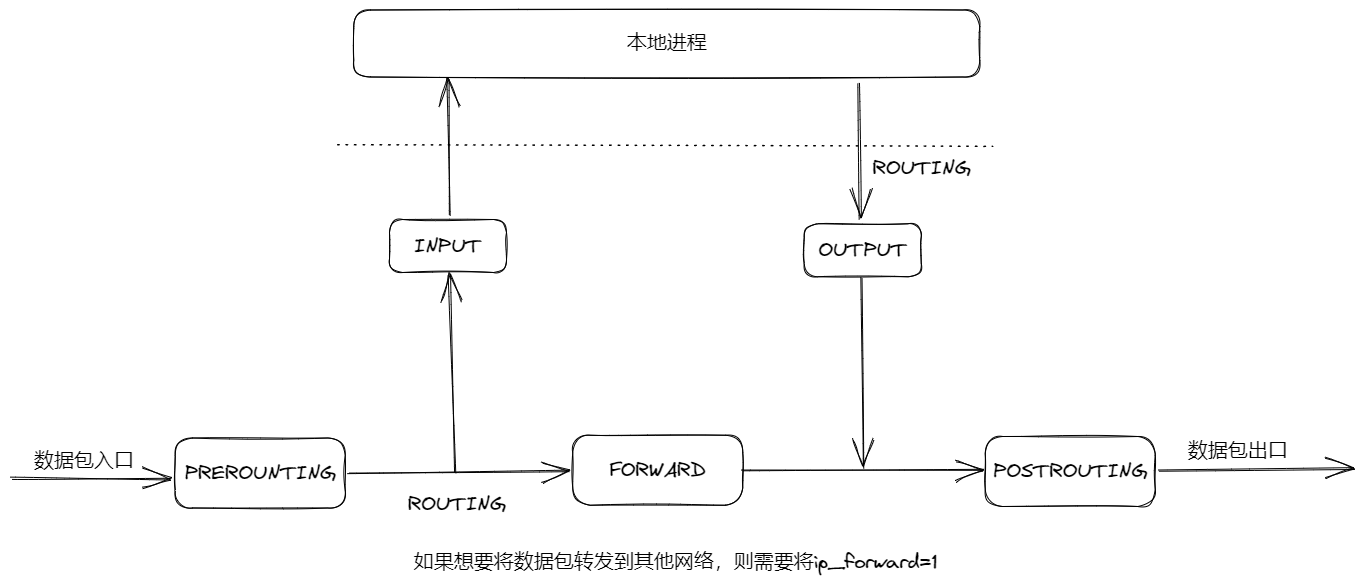 本地进程
ROUTING
INPUT
OUTPUT
数据包入口
PREROUNTING
ROUTING
FORWARD
POSTROUTING
数据包出口
如果想要将数据包转发到其他网络，则需要将ip_forward=1